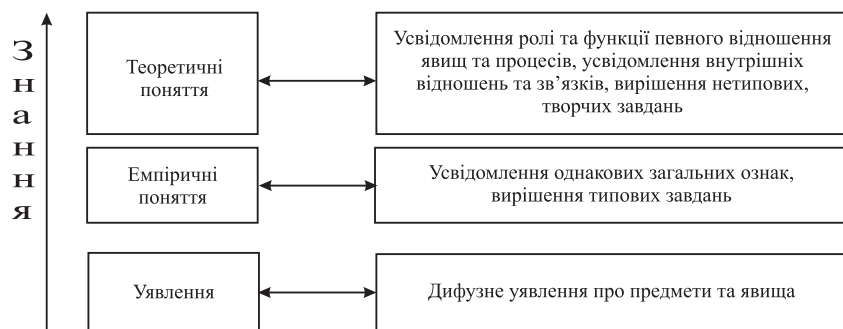 Знання
Теоретичні
поняття
Усвідомлення ролі та функції певного відношення
явищ та процесів, усвідомлення внутрішніх
відношень та зв’язків, вирішення нетипових,
творчих завдань
Емпіричні
поняття
Усвідомлення однакових загальних ознак,
вирішення типових завдань
Уявлення
Дифузне уявлення про предмети та явища